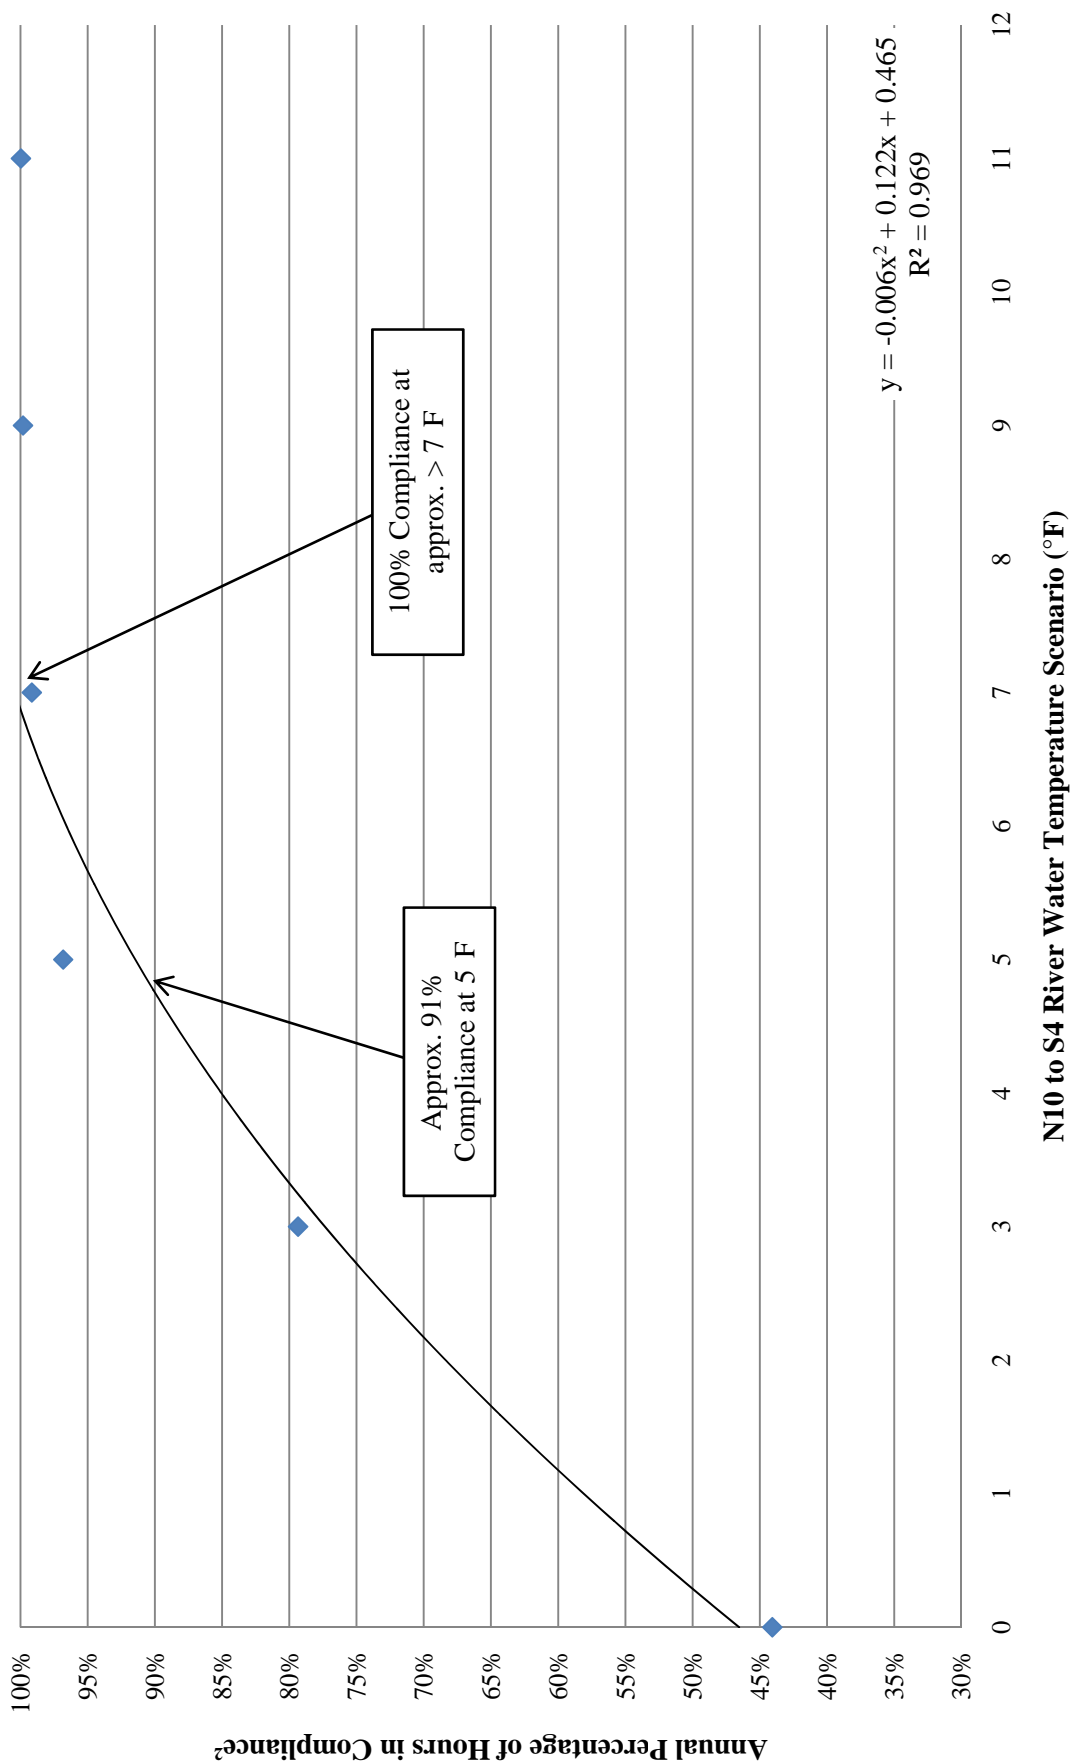 Annual Percentage of Hours in Compliance²
100%
95%
90%
85%
80%
75%
70%
65%
60%
55%
50%
45%
40%
35%
30%
100% Compliance at
approx. > 7 F
Approx. 91%
Compliance at 5 F
y = -0.006x² + 0.122x + 0.465
R² = 0.969
0 1 2 3 4 5 6 7 8 9 10 11 12
N10 to S4 River Water Temperature Scenario (°F)